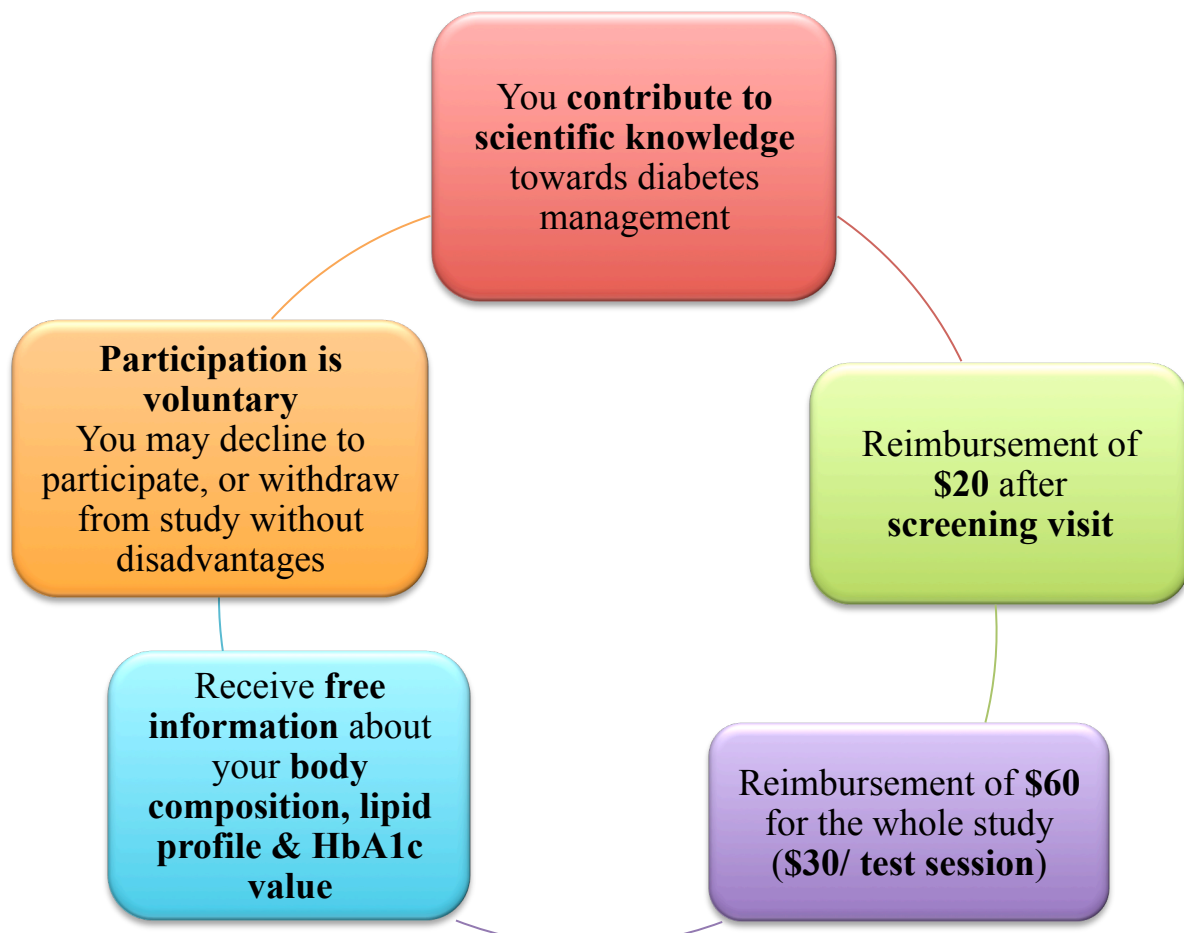 You contribute to
scientific knowledge
towards diabetes
management
Participation is
voluntary
You may decline to
participate, or withdraw
from study without
disadvantages
Reimbursement of
$20 after
screening visit
Receive free
information about
your body
composition, lipid
profile & HbA1c
value
Reimbursement of $60
for the whole study
($30/ test session)